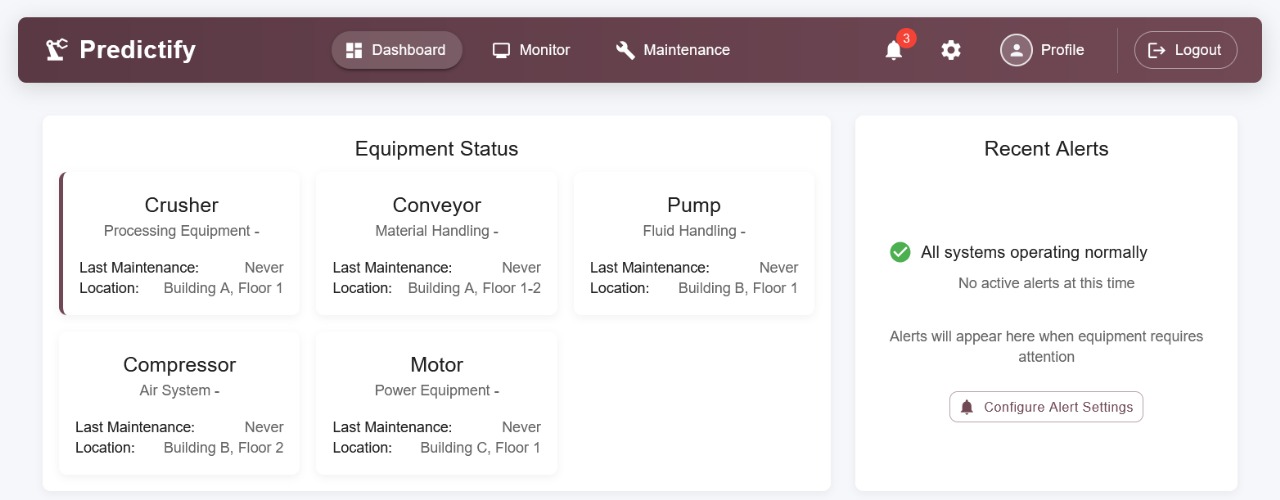 Predictify
Dashboard
Monitor
Maintenance
3
Profile
Logout
Equipment Status
Crusher
Processing Equipment -
Last Maintenance: Never
Location: Building A, Floor 1
Conveyor
Material Handling -
Last Maintenance: Never
Location: Building A, Floor 1-2
Pump
Fluid Handling -
Last Maintenance: Never
Location: Building B, Floor 1
Compressor
Air System -
Last Maintenance: Never
Location: Building B, Floor 2
Motor
Power Equipment -
Last Maintenance: Never
Location: Building C, Floor 1
Recent Alerts
All systems operating normally
No active alerts at this time
Alerts will appear here when equipment requires
attention
Configure Alert Settings